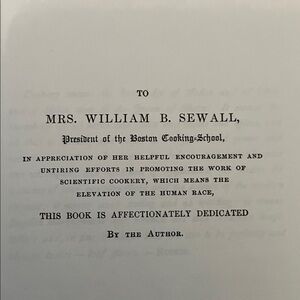 TO
MRS. WILLIAM B. SEWALL,
President of the Boston Cooking-School,
IN APPRECIATION OF HER HELPFUL ENCOURAGEMENT AND
UNTIRING EFFORTS IN PROMOTING THE WORK OF
SCIENTIFIC COOKERY, WHICH MEANS THE
ELEVATION OF THE HUMAN RACE,
THIS BOOK IS AFFECTIONATELY DEDICATED
BY THE AUTHOR.